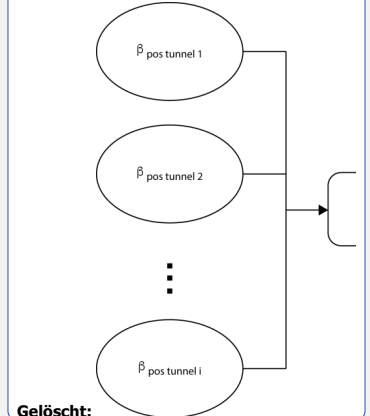 β pos tunnel 1
β pos tunnel 2
β pos tunnel i
Gelöscht: